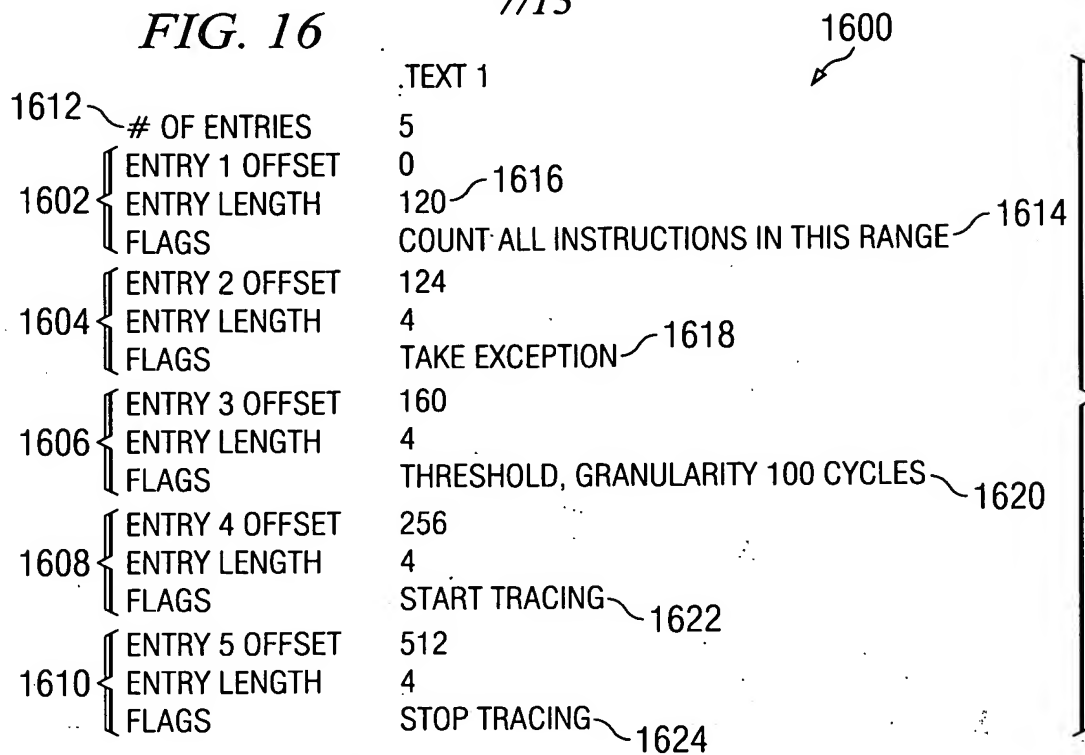 FIG. 16
7/15
1600
.TEXT 1
1612 # OF ENTRIES 5
ENTRY 1 OFFSET 0
1602 ENTRY LENGTH 120 1616
FLAGS COUNT ALL INSTRUCTIONS IN THIS RANGE 1614
ENTRY 2 OFFSET 124
1604 ENTRY LENGTH 4
FLAGS TAKE EXCEPTION 1618
ENTRY 3 OFFSET 160
1606 ENTRY LENGTH 4
FLAGS THRESHOLD, GRANULARITY 100 CYCLES 1620
ENTRY 4 OFFSET 256
1608 ENTRY LENGTH 4
FLAGS START TRACING 1622
ENTRY 5 OFFSET 512
1610 ENTRY LENGTH 4
FLAGS STOP TRACING 1624